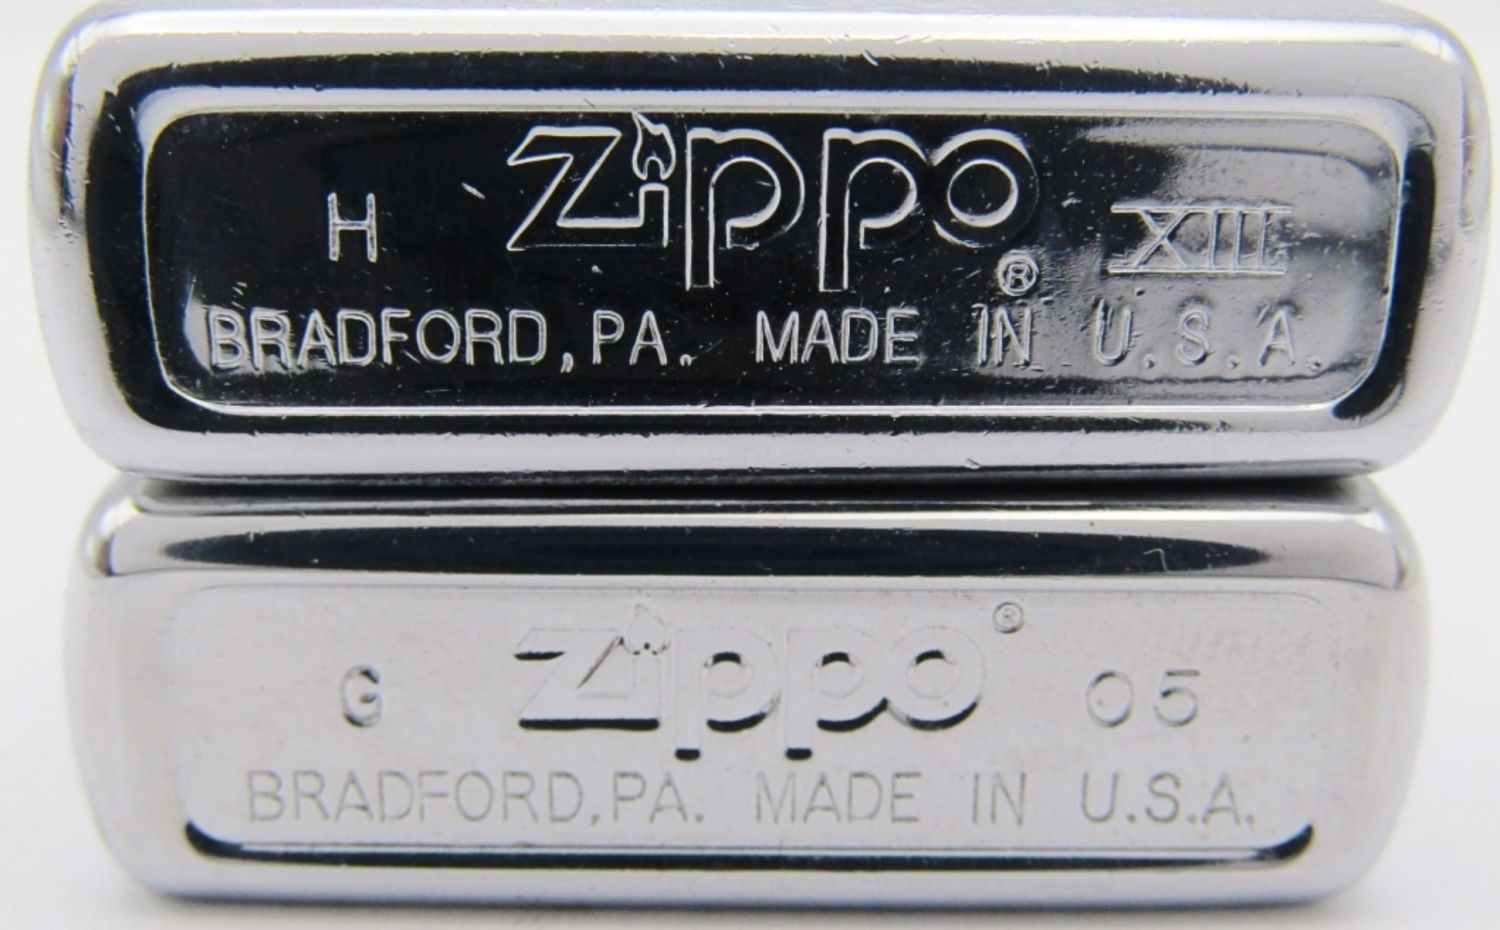 H Zippo® XIII
BRADFORD, PA. MADE IN U.S.A.
G Zippo® 05
BRADFORD, PA. MADE IN U.S.A.